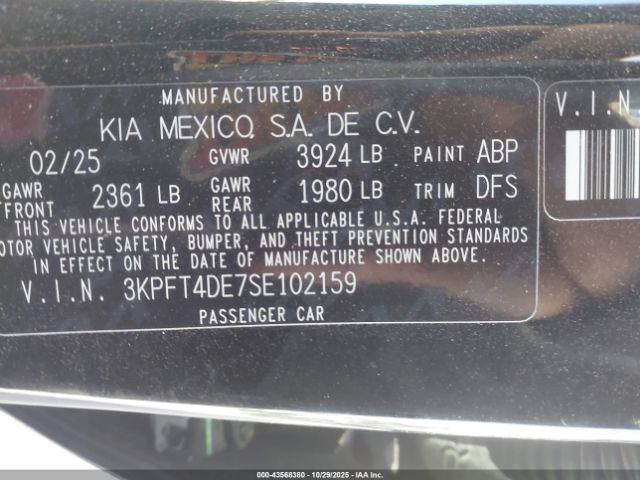 MANUFACTURED BY
KIA MEXICO, S.A. DE C.V.
02/25 GVWR 3924 LB PAINT ABP
GAWR FRONT 2361 LB GAWR REAR 1980 LB TRIM DFS
THIS VEHICLE CONFORMS TO ALL APPLICABLE U.S.A. FEDERAL
MOTOR VEHICLE SAFETY, BUMPER, AND THEFT PREVENTION STANDARDS
IN EFFECT ON THE DATE OF MANUFACTURE SHOWN ABOVE.
V.I.N. 3KPFT4DE7SE102159
PASSENGER CAR
V.I.N.
000-43568380 - 10/29/2025 - IAA Inc.